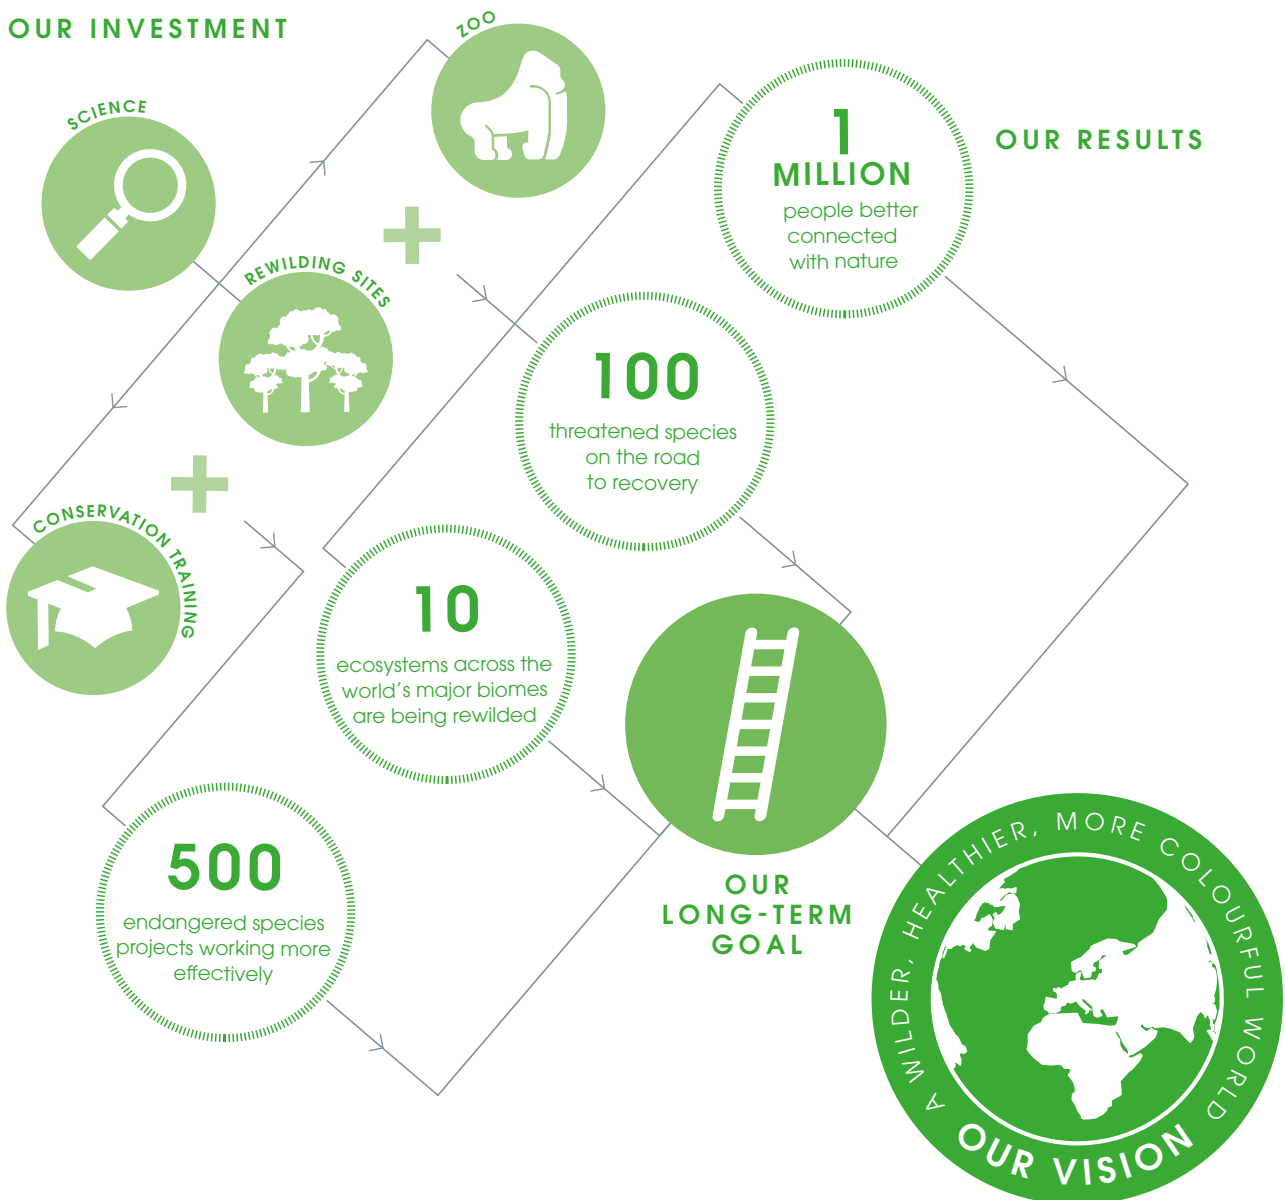 OUR INVESTMENT
ZOO
SCIENCE
REWILDING SITES
CONSERVATION TRAINING
OUR RESULTS
1
MILLION
people better
connected
with nature
100
threatened species
on the road
to recovery
10
ecosystems across the
world's major biomes
are being rewilded
500
endangered species
projects working more
effectively
OUR
LONG-TERM
GOAL
A WILDER, HEALTHIER, MORE COLOURFUL WORLD
OUR VISION